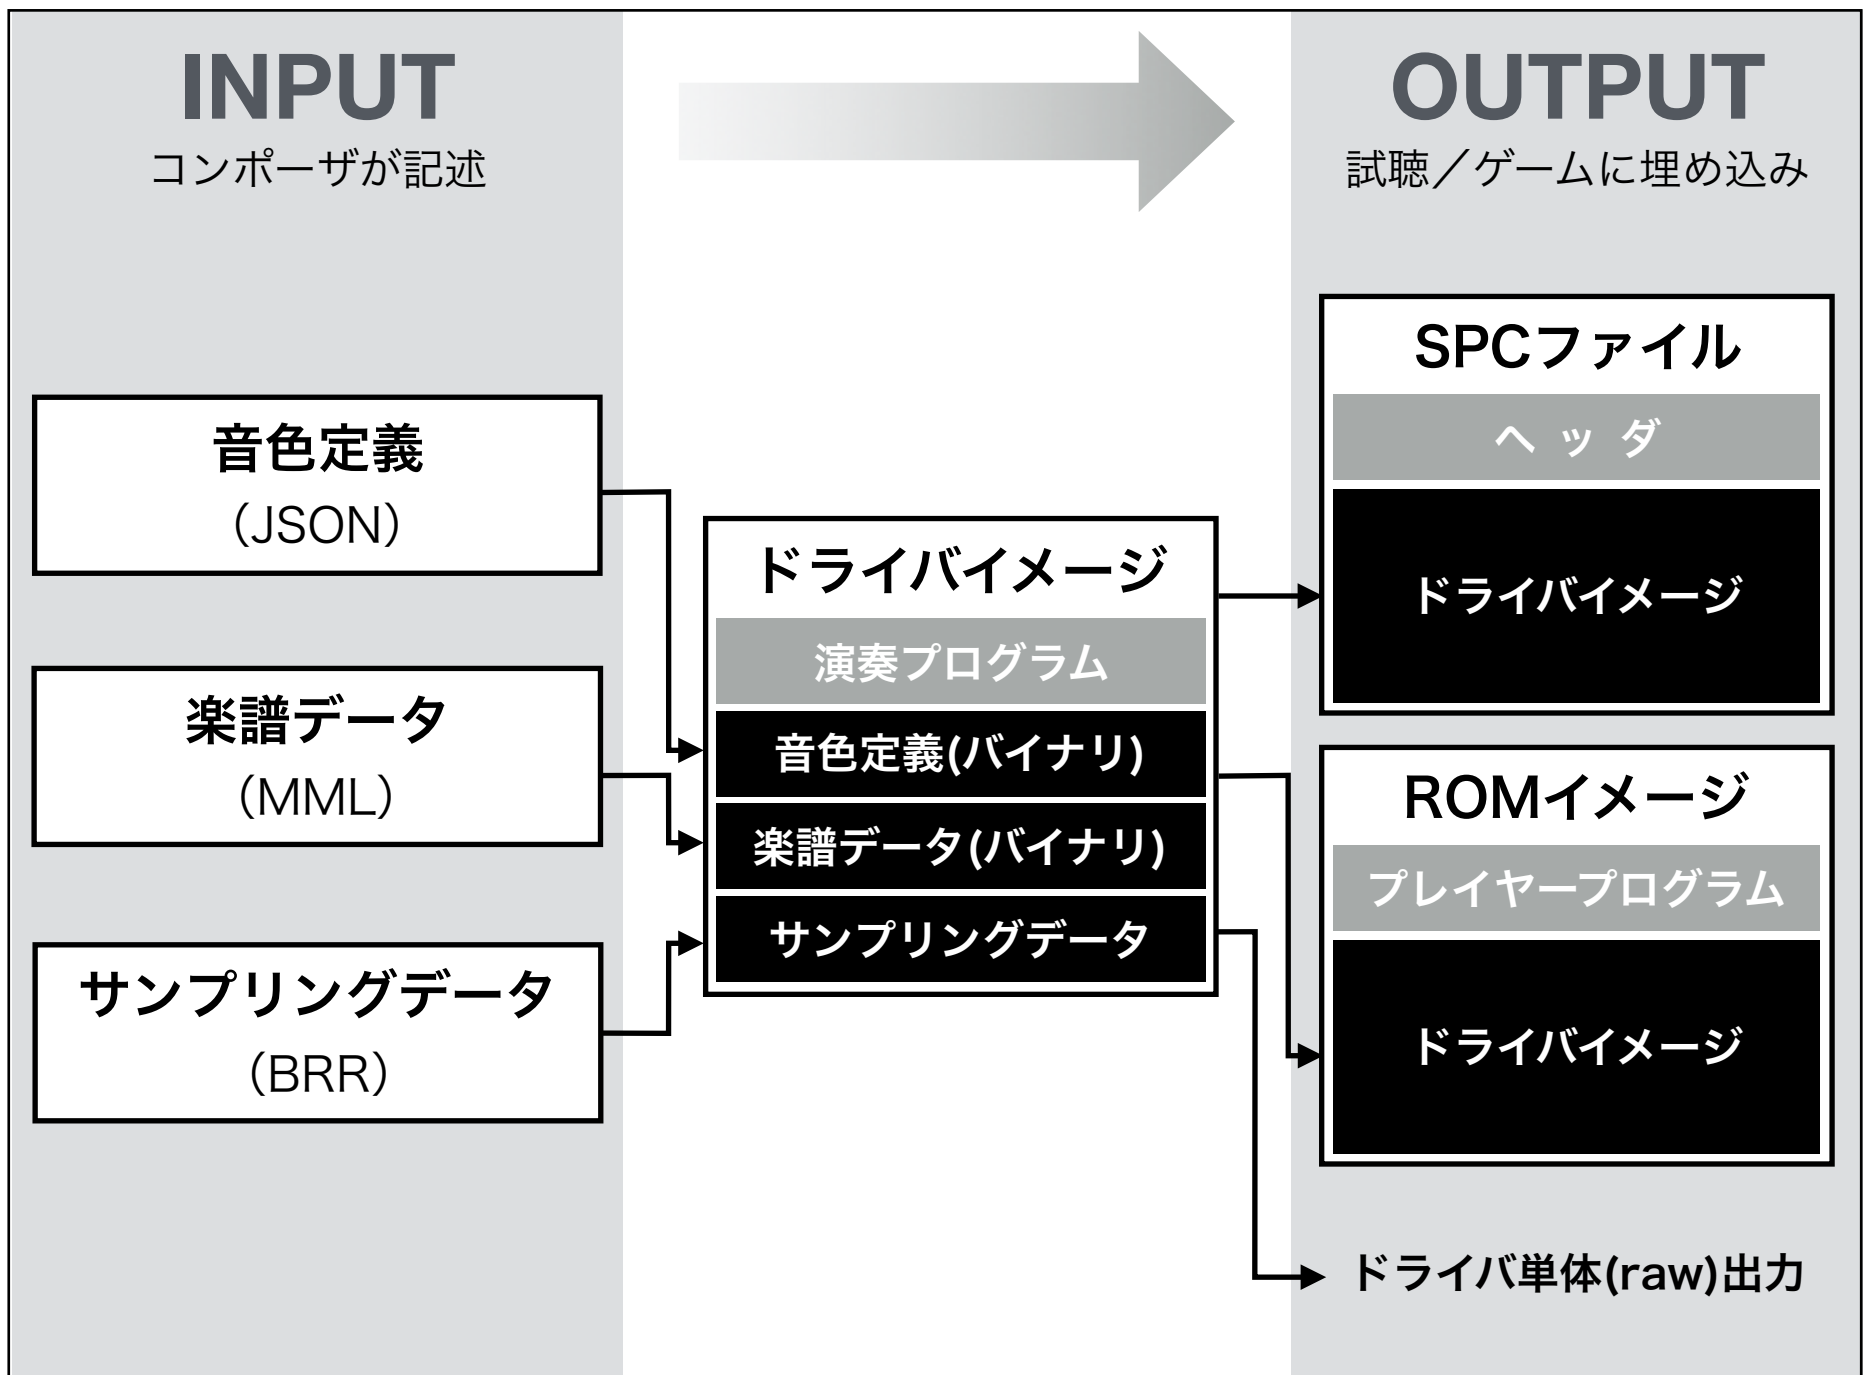 INPUT
コンポーザが記述
音色定義
(JSON)
楽譜データ
(MML)
サンプリングデータ
(BRR)
ドライバイメージ
演奏プログラム
音色定義(バイナリ)
楽譜データ(バイナリ)
サンプリングデータ
OUTPUT
試聴／ゲームに埋め込み
SPCファイル
ヘッダ
ドライバイメージ
ROMイメージ
プレイヤープログラム
ドライバイメージ
ドライバ単体(raw)出力